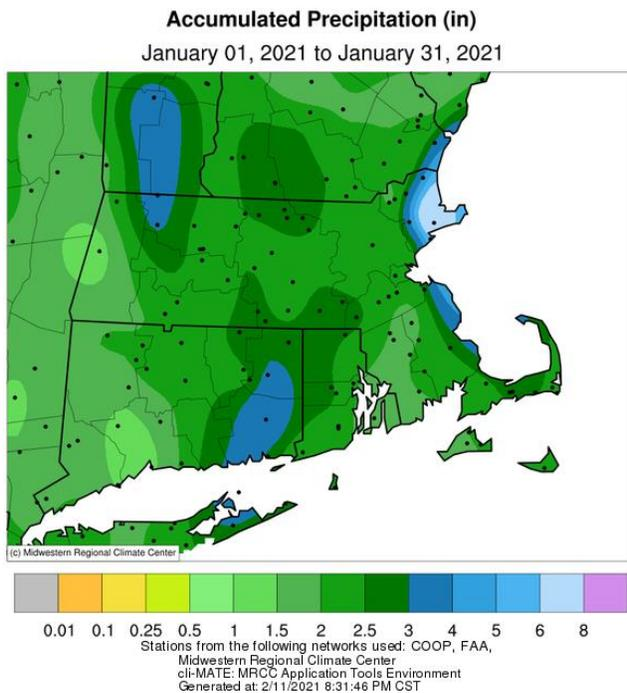 Accumulated Precipitation (in)
January 01, 2021 to January 31, 2021
(c) Midwestern Regional Climate Center
0.01 0.1 0.25 0.5 1 1.5 2 2.5 3 4 5 6 8
Stations from the following networks used: COOP, FAA,
Midwestern Regional Climate Center
cli-MATE: MRCC Application Tools Environment
Generated at: 2/11/2021 8:31:46 PM CST